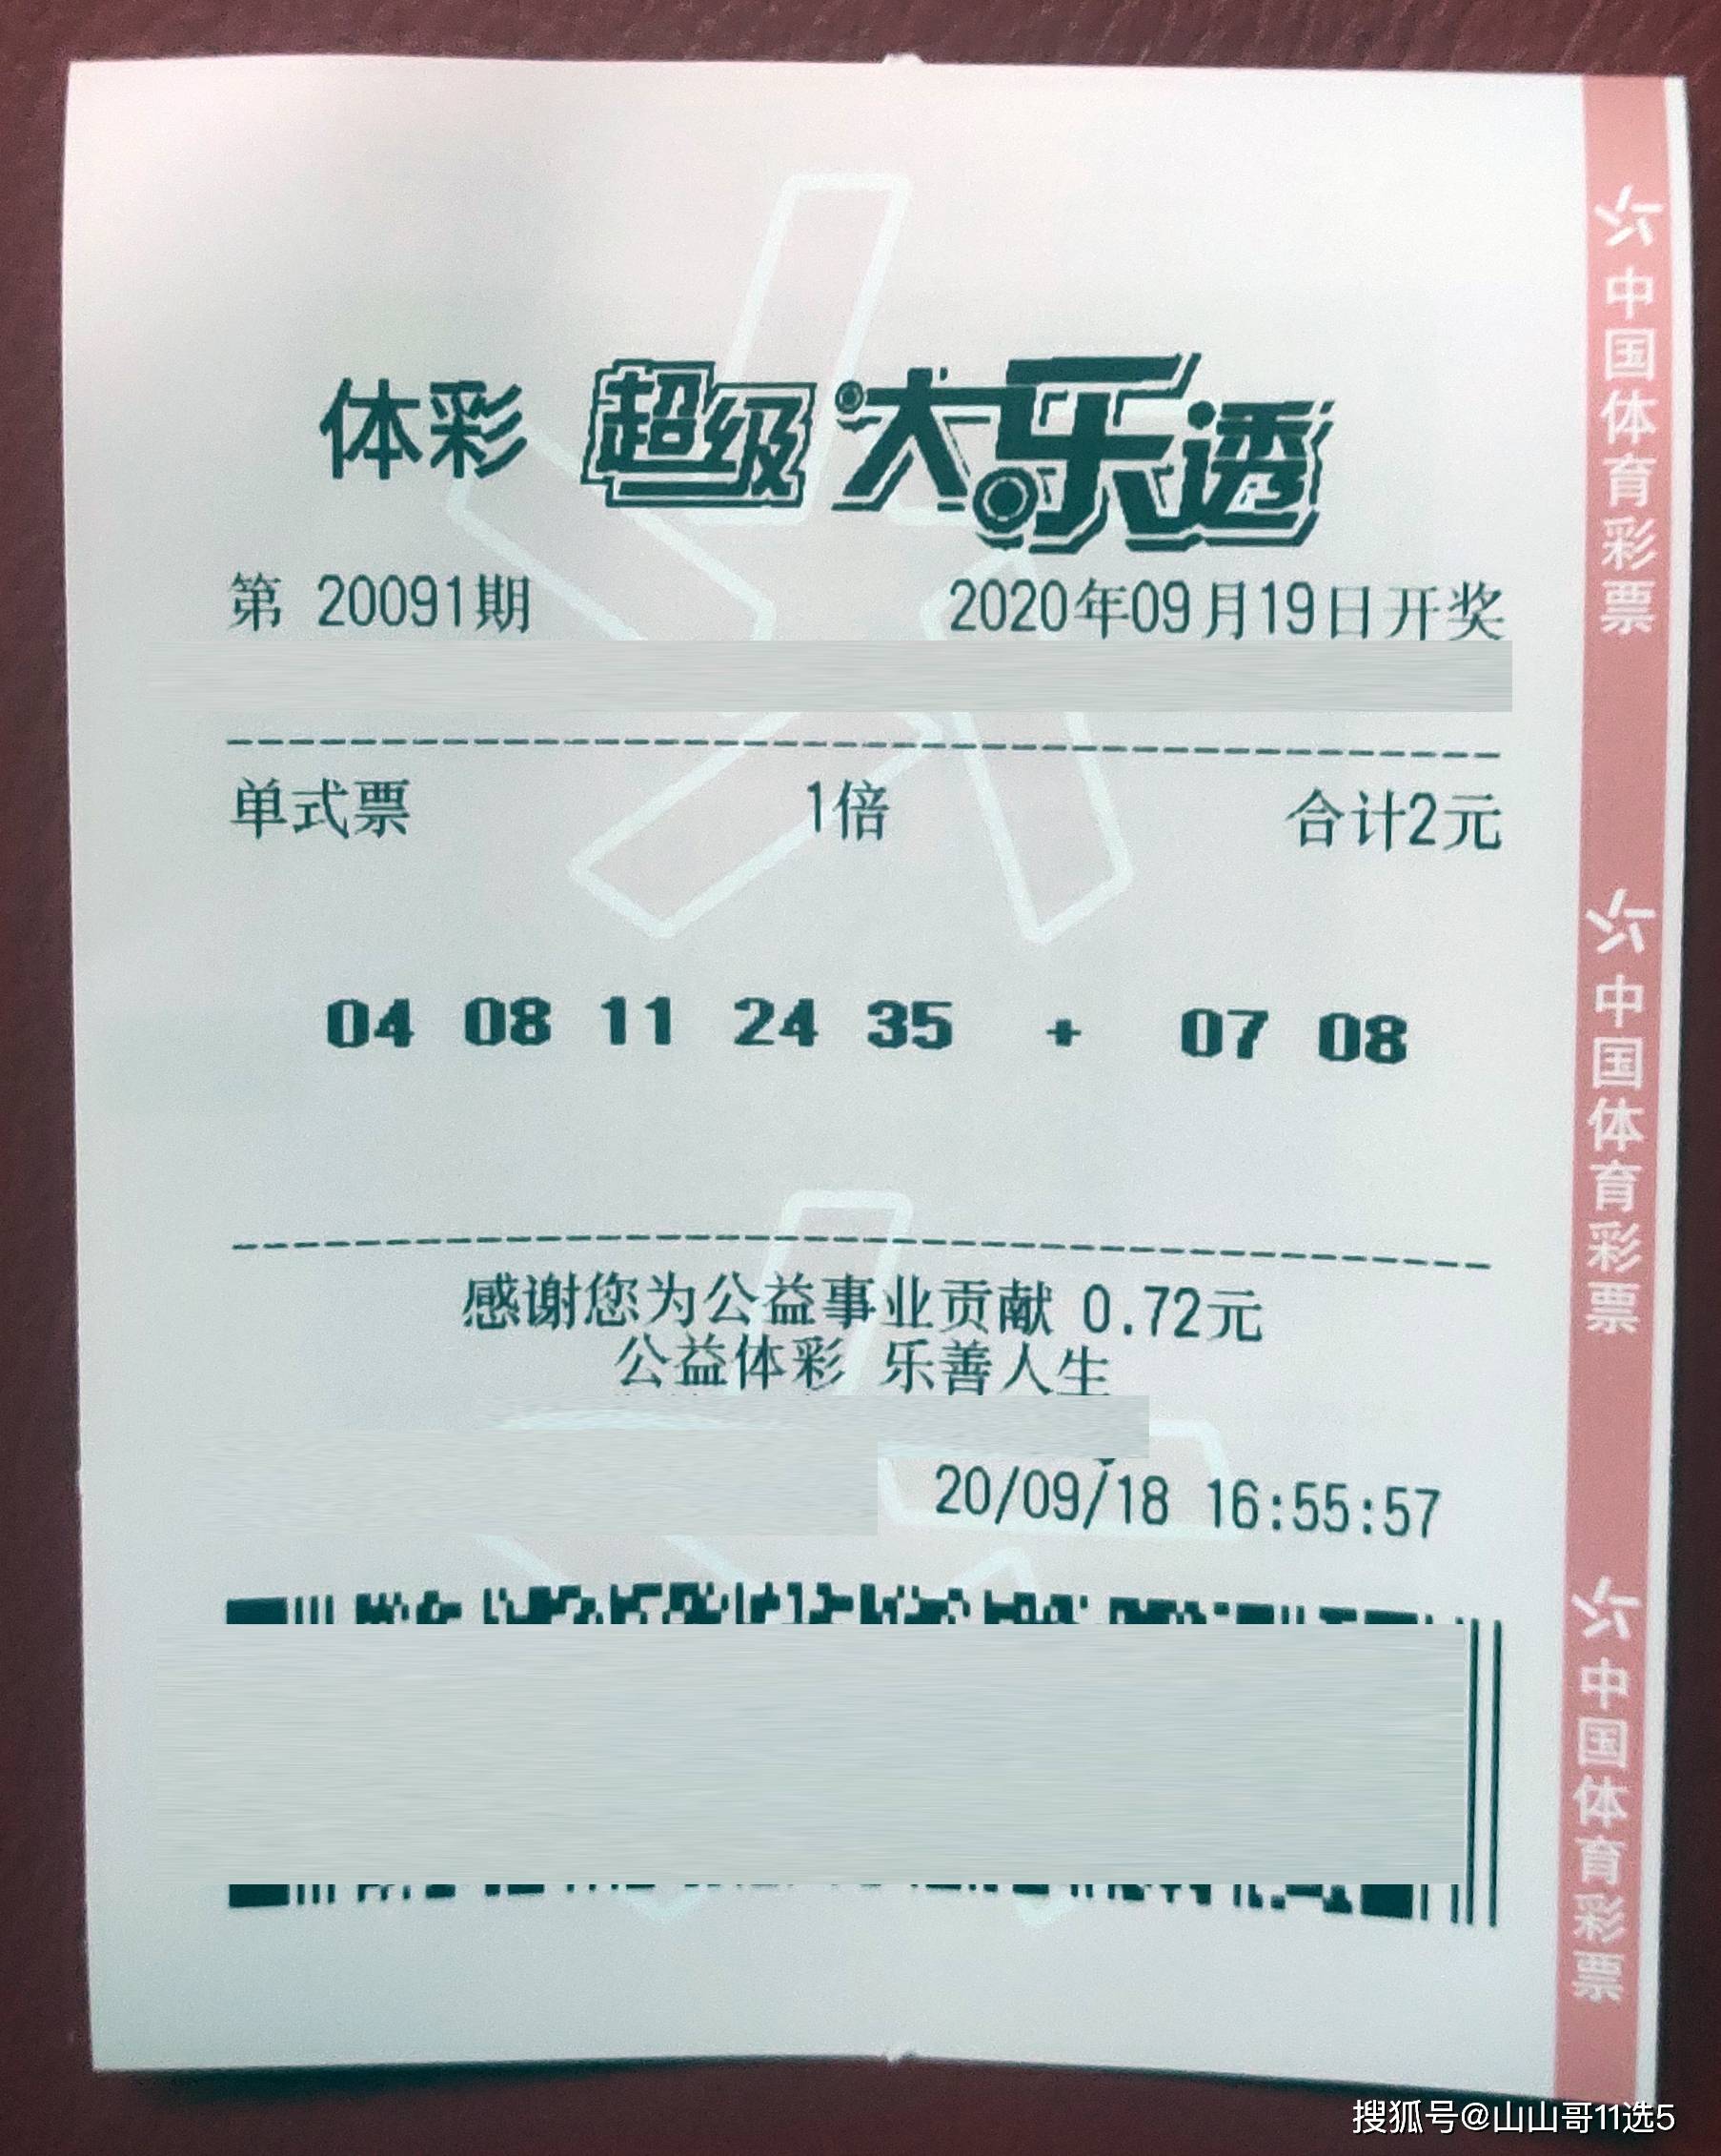 体彩 超级大乐透
第 20091期 2020年09月19日开奖
单式票 1倍 合计2元
04 08 11 24 35 + 07 08
感谢您为公益事业贡献 0.72元
公益体彩 乐善人生
20/09/18 16:55:57
中国体育彩票
中国体育彩票
中国体育彩票
搜狐号@山山哥11选5